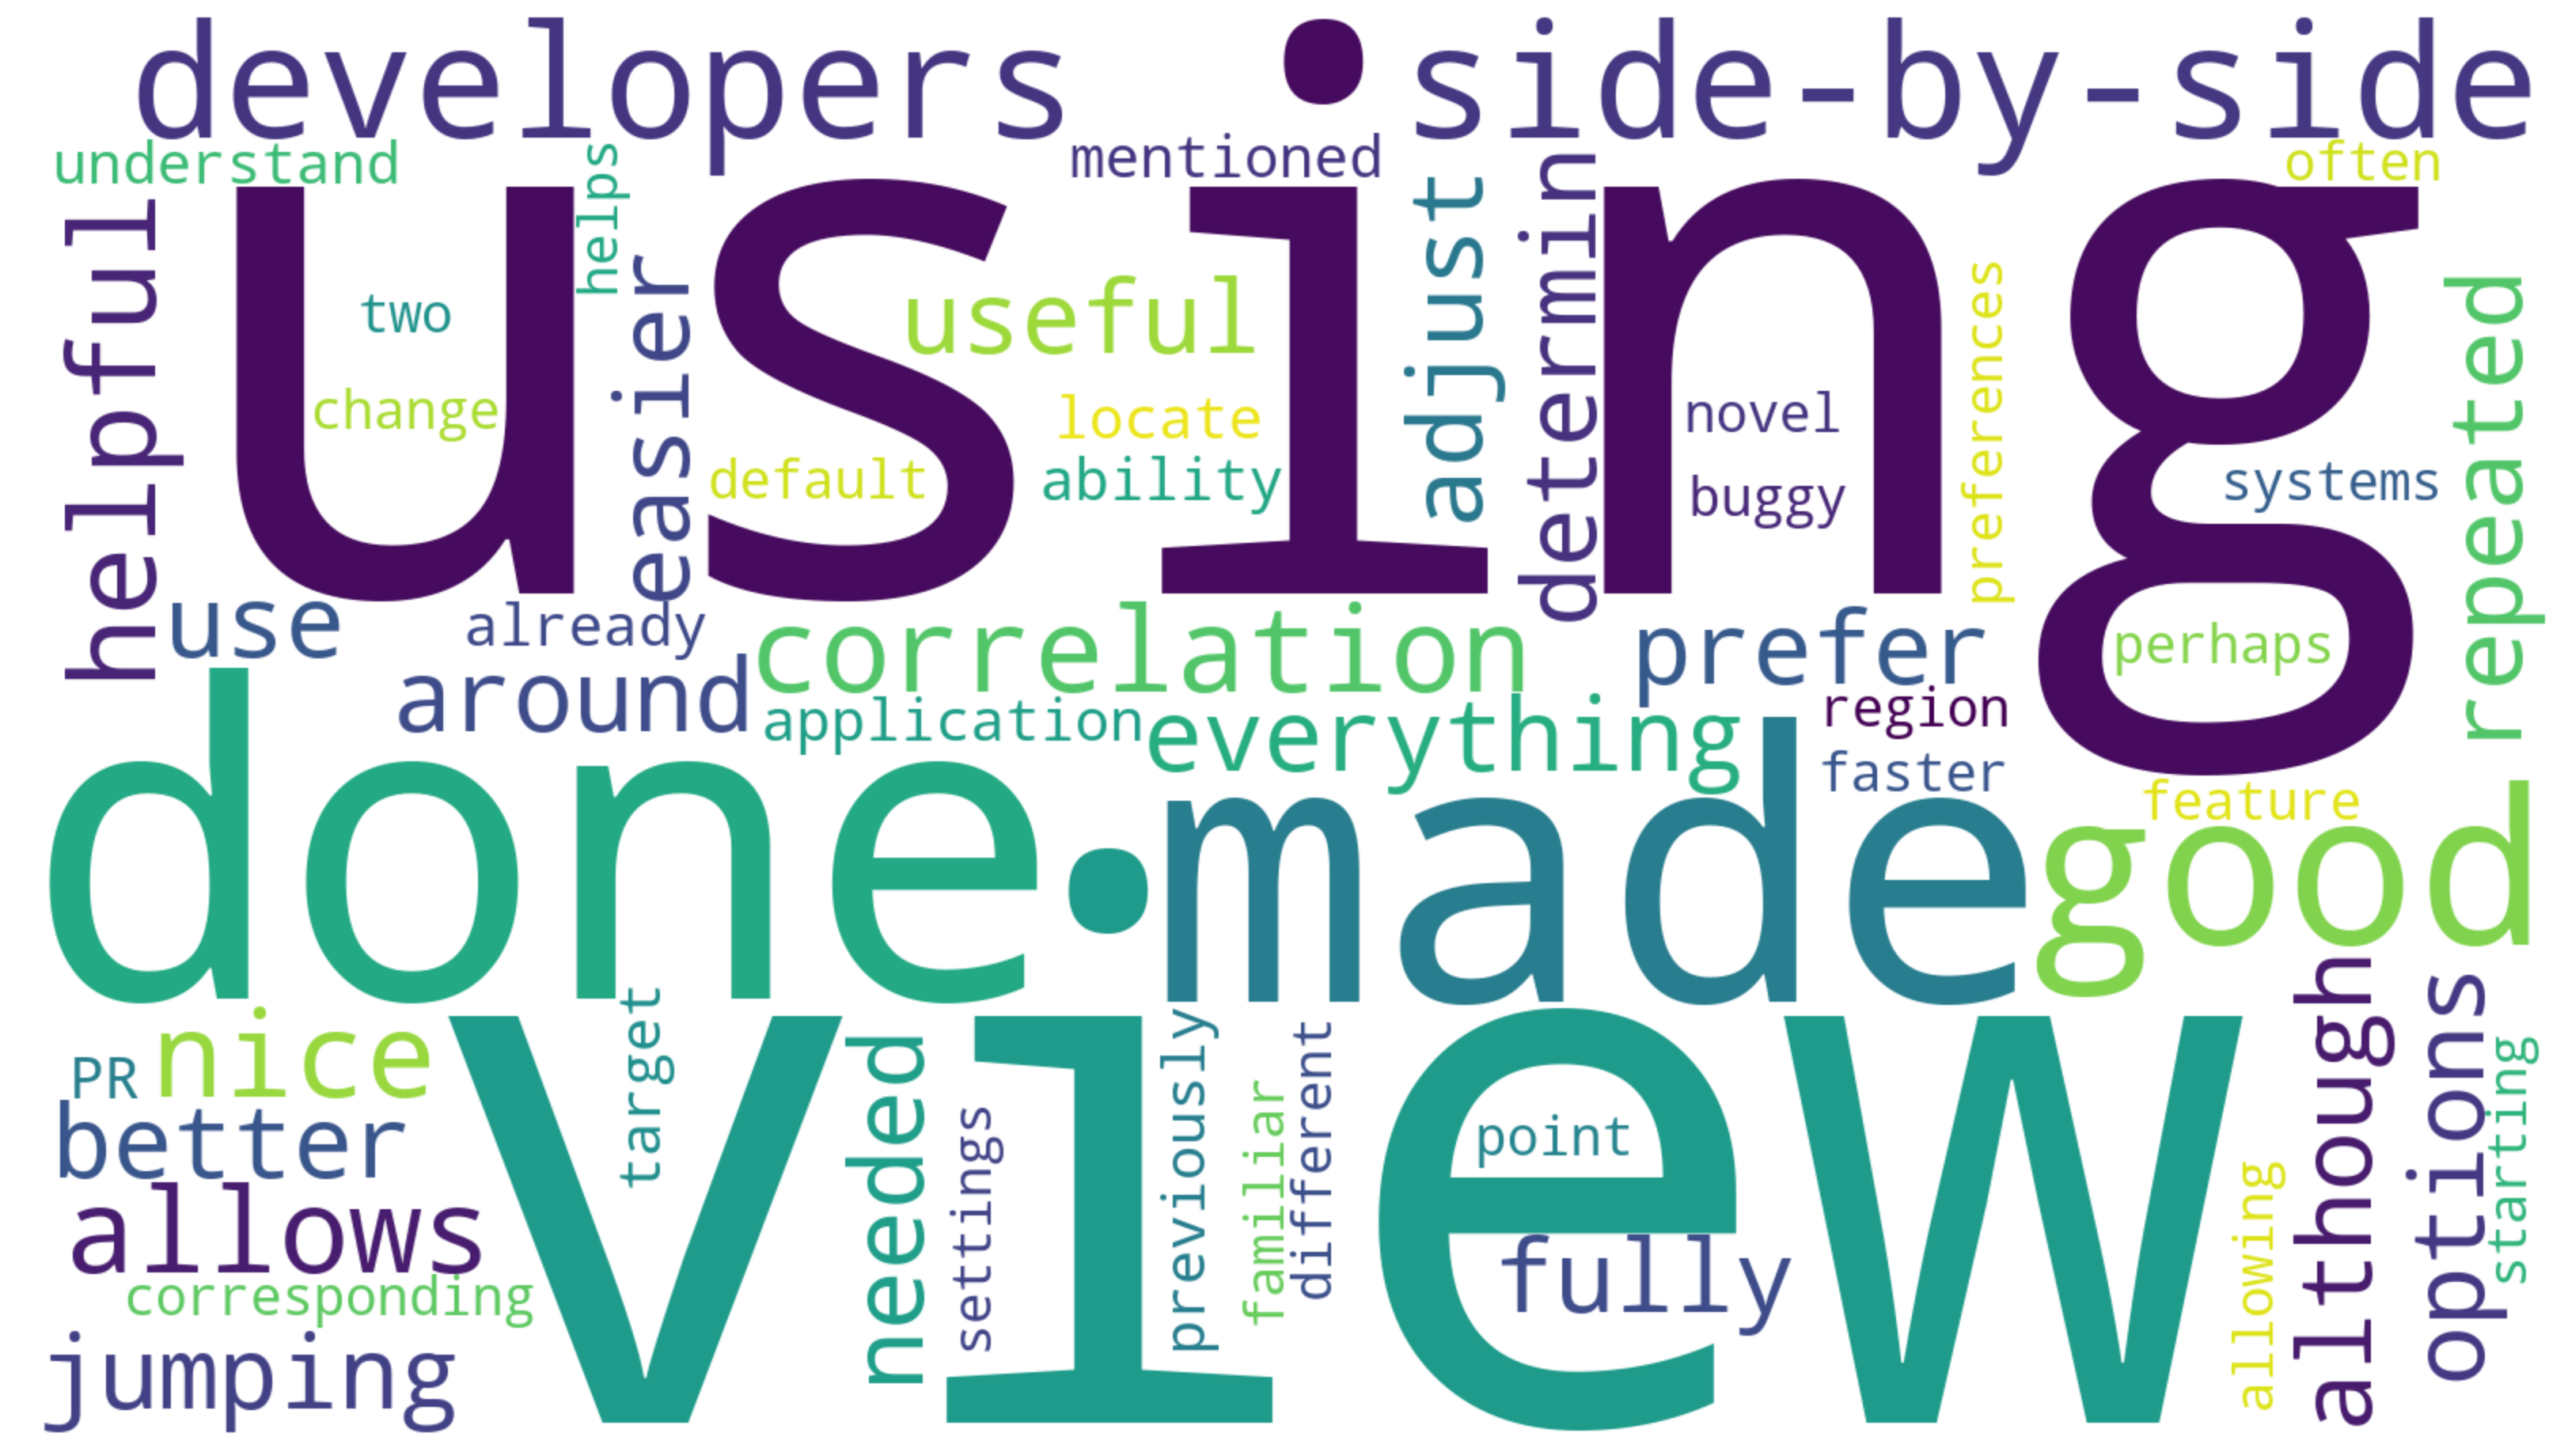 developers
side-by-side
understand
helps
mentioned
often
using
helpful
two
easier
useful
adjust
determin
preferences
repeated
change
locate
novel
default
ability
buggy
systems
use
already
correlation
prefer
perhaps
around
application
everything
region
faster
feature
done
made
good
nice
PR
target
needed
view
previously
different
although
options
starting
better
settings
familiar
point
allows
allowing
fully
corresponding
jumping